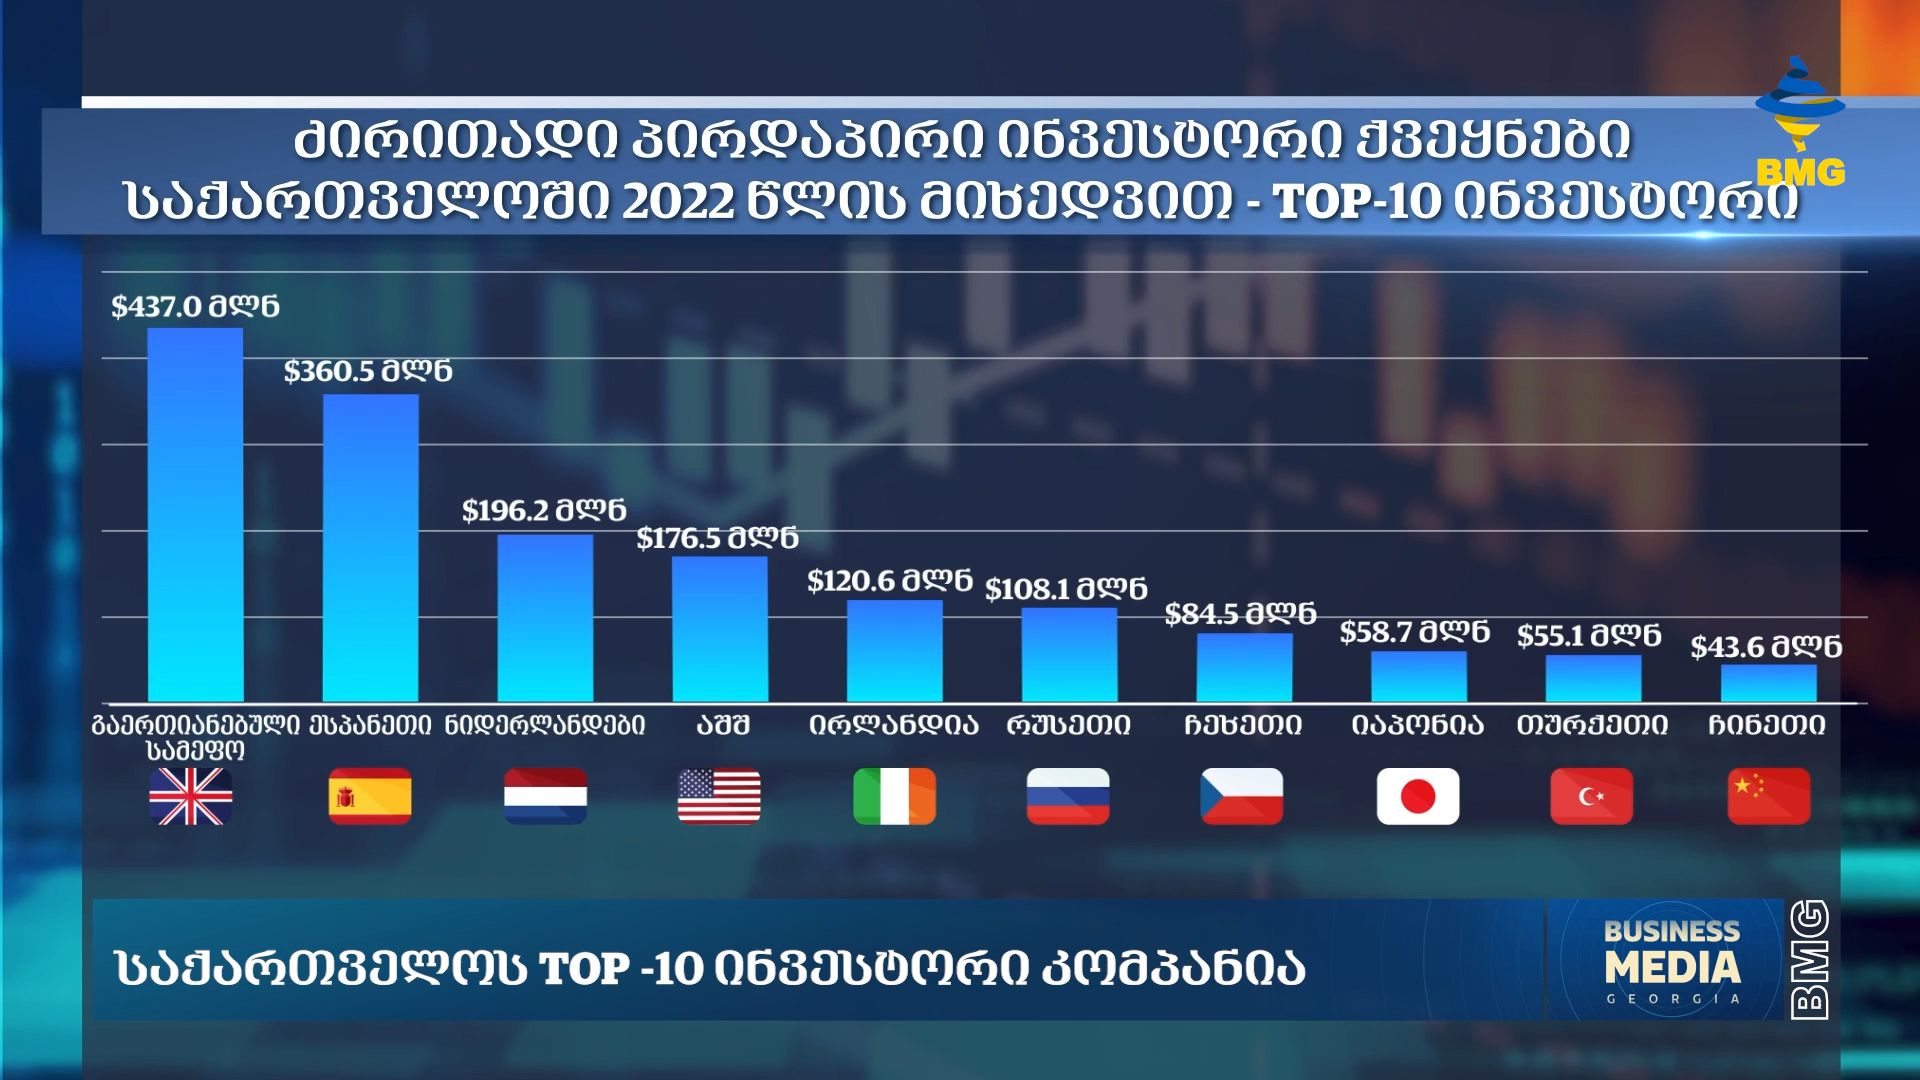 ძირითადი პირდაპირი ინვესტორი ქვეყნები
საქართველოში 2022 წლის მიხედვით - TOP-10 ინვესტორი
BMG
$437.0 მლნ
$360.5 მლნ
$196.2 მლნ
$176.5 მლნ
$120.6 მლნ
$108.1 მლნ
$84.5 მლნ
$58.7 მლნ
$55.1 მლნ
$43.6 მლნ
გაერთიანებული
სამეფო
ესპანეთი
ნიდერლანდები
აშშ
ირლანდია
რუსეთი
ჩეხეთი
იაპონია
თურქეთი
ჩინეთი
საქართველოს TOP -10 ინვესტორი კომპანია
BUSINESS
MEDIA
GEORGIA
BMG